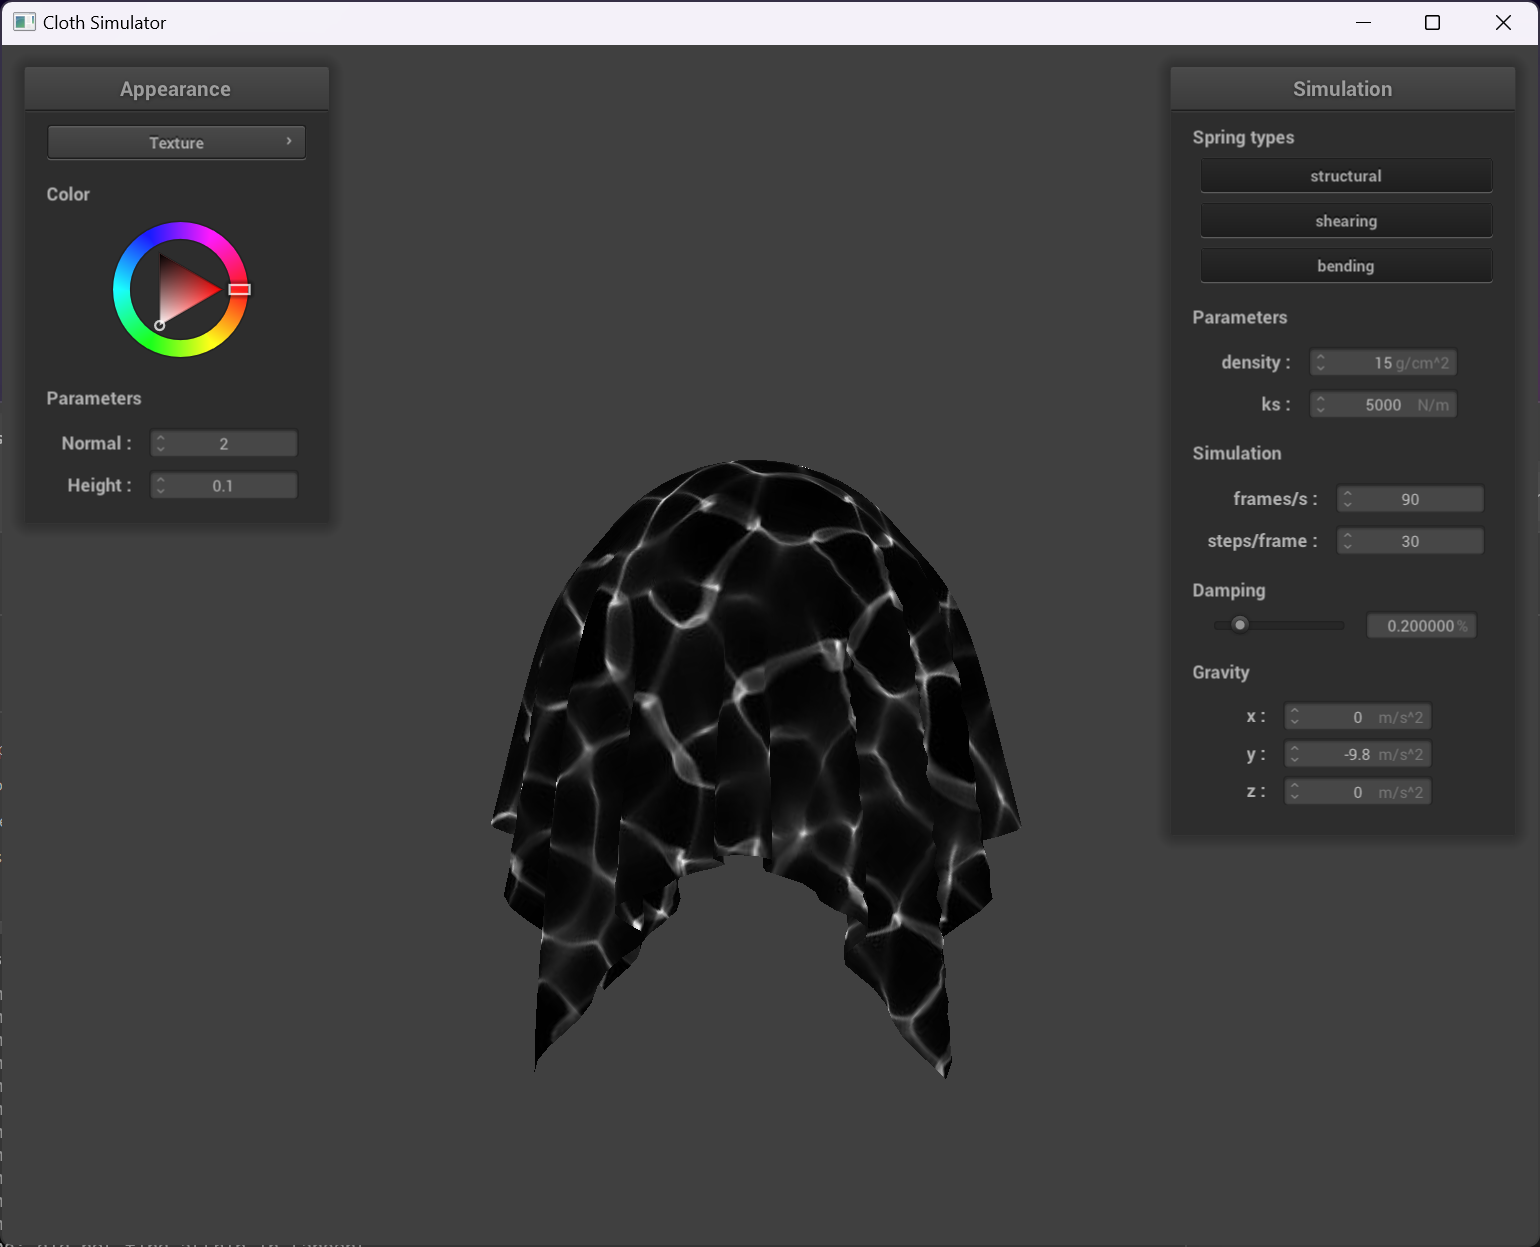 Cloth Simulator
Appearance
Texture
Color
Parameters
Normal : 2
Height : 0.1
Simulation
Spring types
structural
shearing
bending
Parameters
density : 15 g/cm^2
ks : 5000 N/m
Simulation
frames/s : 90
steps/frame : 30
Damping
0.200000 %
Gravity
x : 0 m/s^2
y : -9.8 m/s^2
z : 0 m/s^2